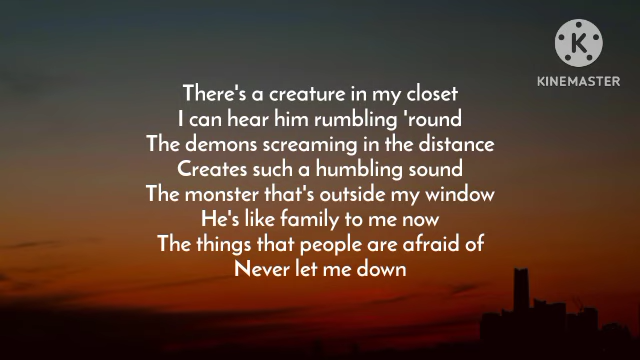 KINEMASTER
There's a creature in my closet
I can hear him rumbling 'round
The demons screaming in the distance
Creates such a humbling sound
The monster that's outside my window
He's like family to me now
The things that people are afraid of
Never let me down